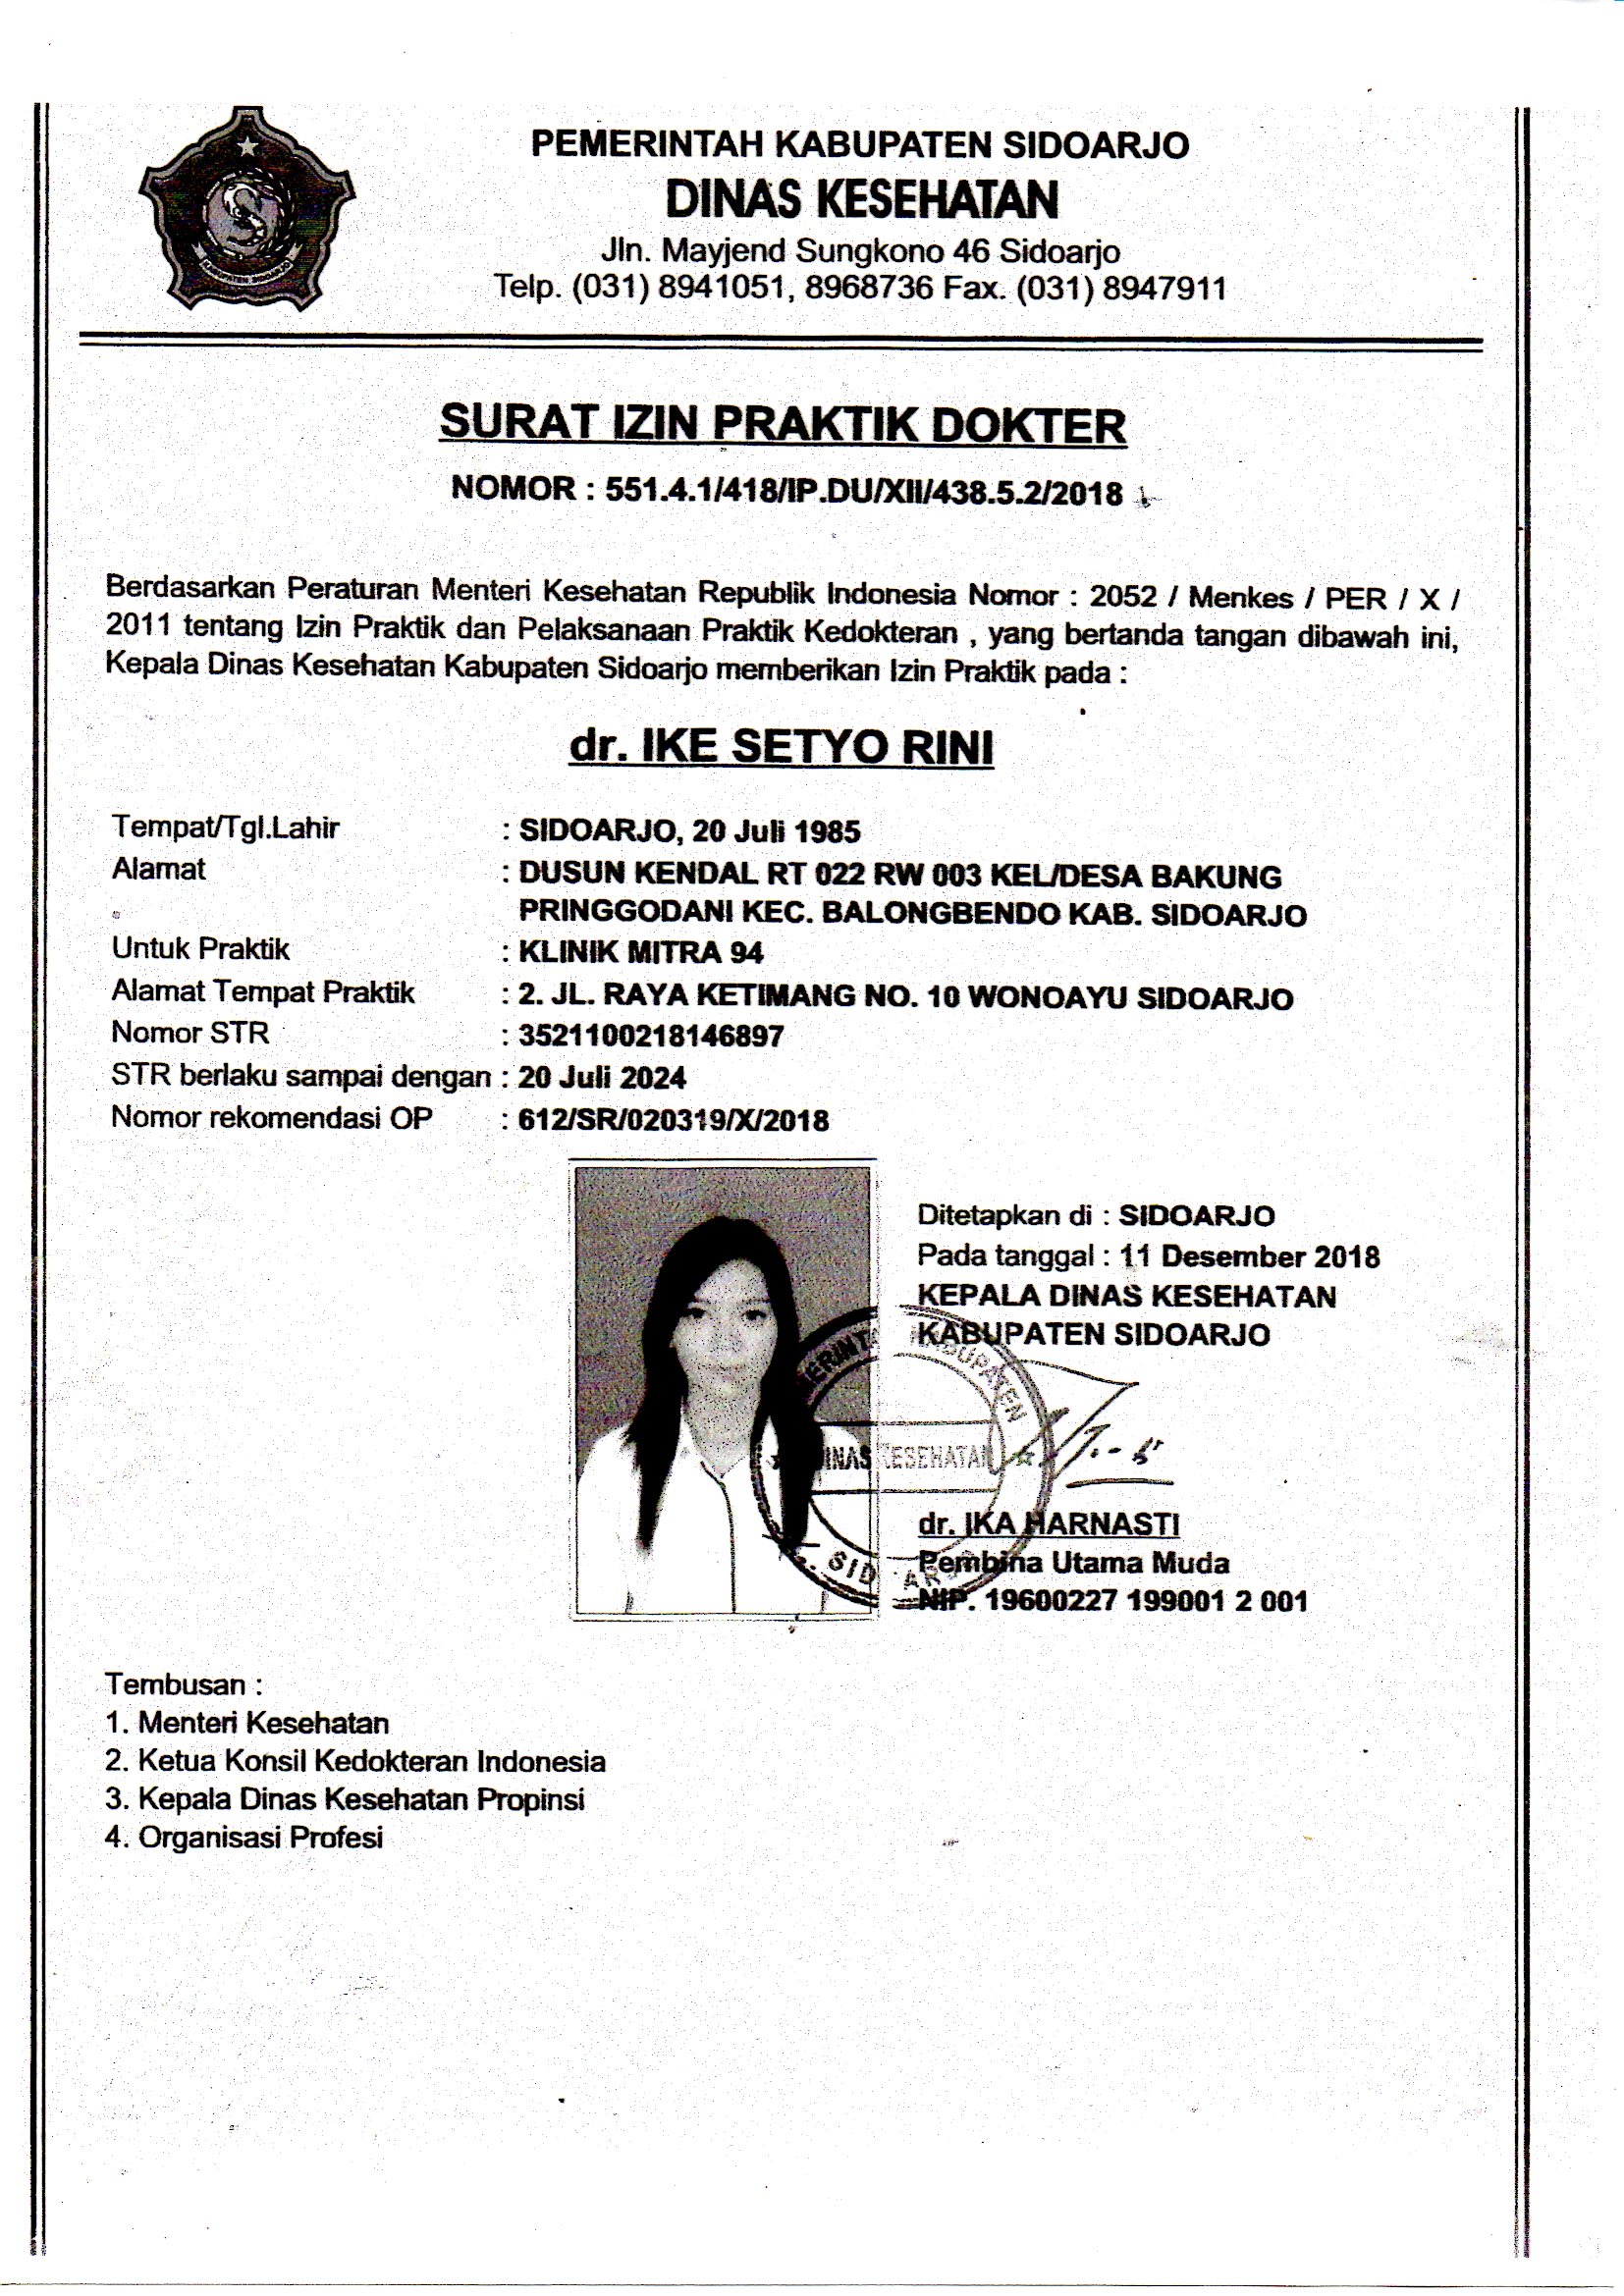 PEMERINTAH KABUPATEN SIDOARJO
DINAS KESEHATAN
Jln. Mayjend Sungkono 46 Sidoarjo
Telp. (031) 8941051, 8968736 Fax. (031) 8947911
KABUPATEN SIDOARJO
SURAT IZIN PRAKTIK DOKTER
NOMOR : 551.4.1/418/IP.DU/XII/438.5.2/2018
Berdasarkan Peraturan Menteri Kesehatan Republik Indonesia Nomor : 2052 / Menkes / PER / X /
2011 tentang Izin Praktik dan Pelaksanaan Praktik Kedokteran , yang bertanda tangan dibawah ini,
Kepala Dinas Kesehatan Kabupaten Sidoarjo memberikan Izin Praktik pada :
dr. IKE SETYO RINI
Tempat/Tgl.Lahir : SIDOARJO, 20 Juli 1985
Alamat : DUSUN KENDAL RT 022 RW 003 KEL/DESA BAKUNG
PRINGGODANI KEC. BALONGBENDO KAB. SIDOARJO
Untuk Praktik : KLINIK MITRA 94
Alamat Tempat Praktik : 2. JL. RAYA KETIMANG NO. 10 WONOAYU SIDOARJO
Nomor STR : 3521100218146897
STR berlaku sampai dengan : 20 Juli 2024
Nomor rekomendasi OP : 612/SR/020319/X/2018
Ditetapkan di : SIDOARJO
Pada tanggal : 11 Desember 2018
KEPALA DINAS KESEHATAN
KABUPATEN SIDOARJO
DINAS KESEHATAN
dr. IKA HARNASTI
Pembina Utama Muda
NIP. 19600227 199001 2 001
Tembusan :
1. Menteri Kesehatan
2. Ketua Konsil Kedokteran Indonesia
3. Kepala Dinas Kesehatan Propinsi
4. Organisasi Profesi